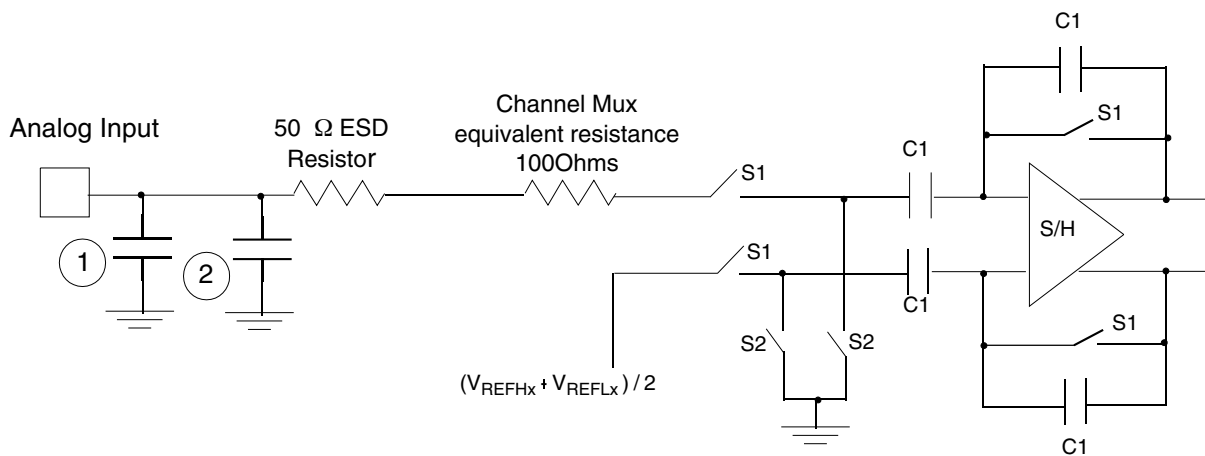 C1
Analog Input
50 Ω ESD
Resistor
Channel Mux
equivalent resistance
100Ohms
S1
C1
S1
S/H
1
2
S1
C1
S1
S2
S2
(VREFHx + VREFLx) / 2
C1